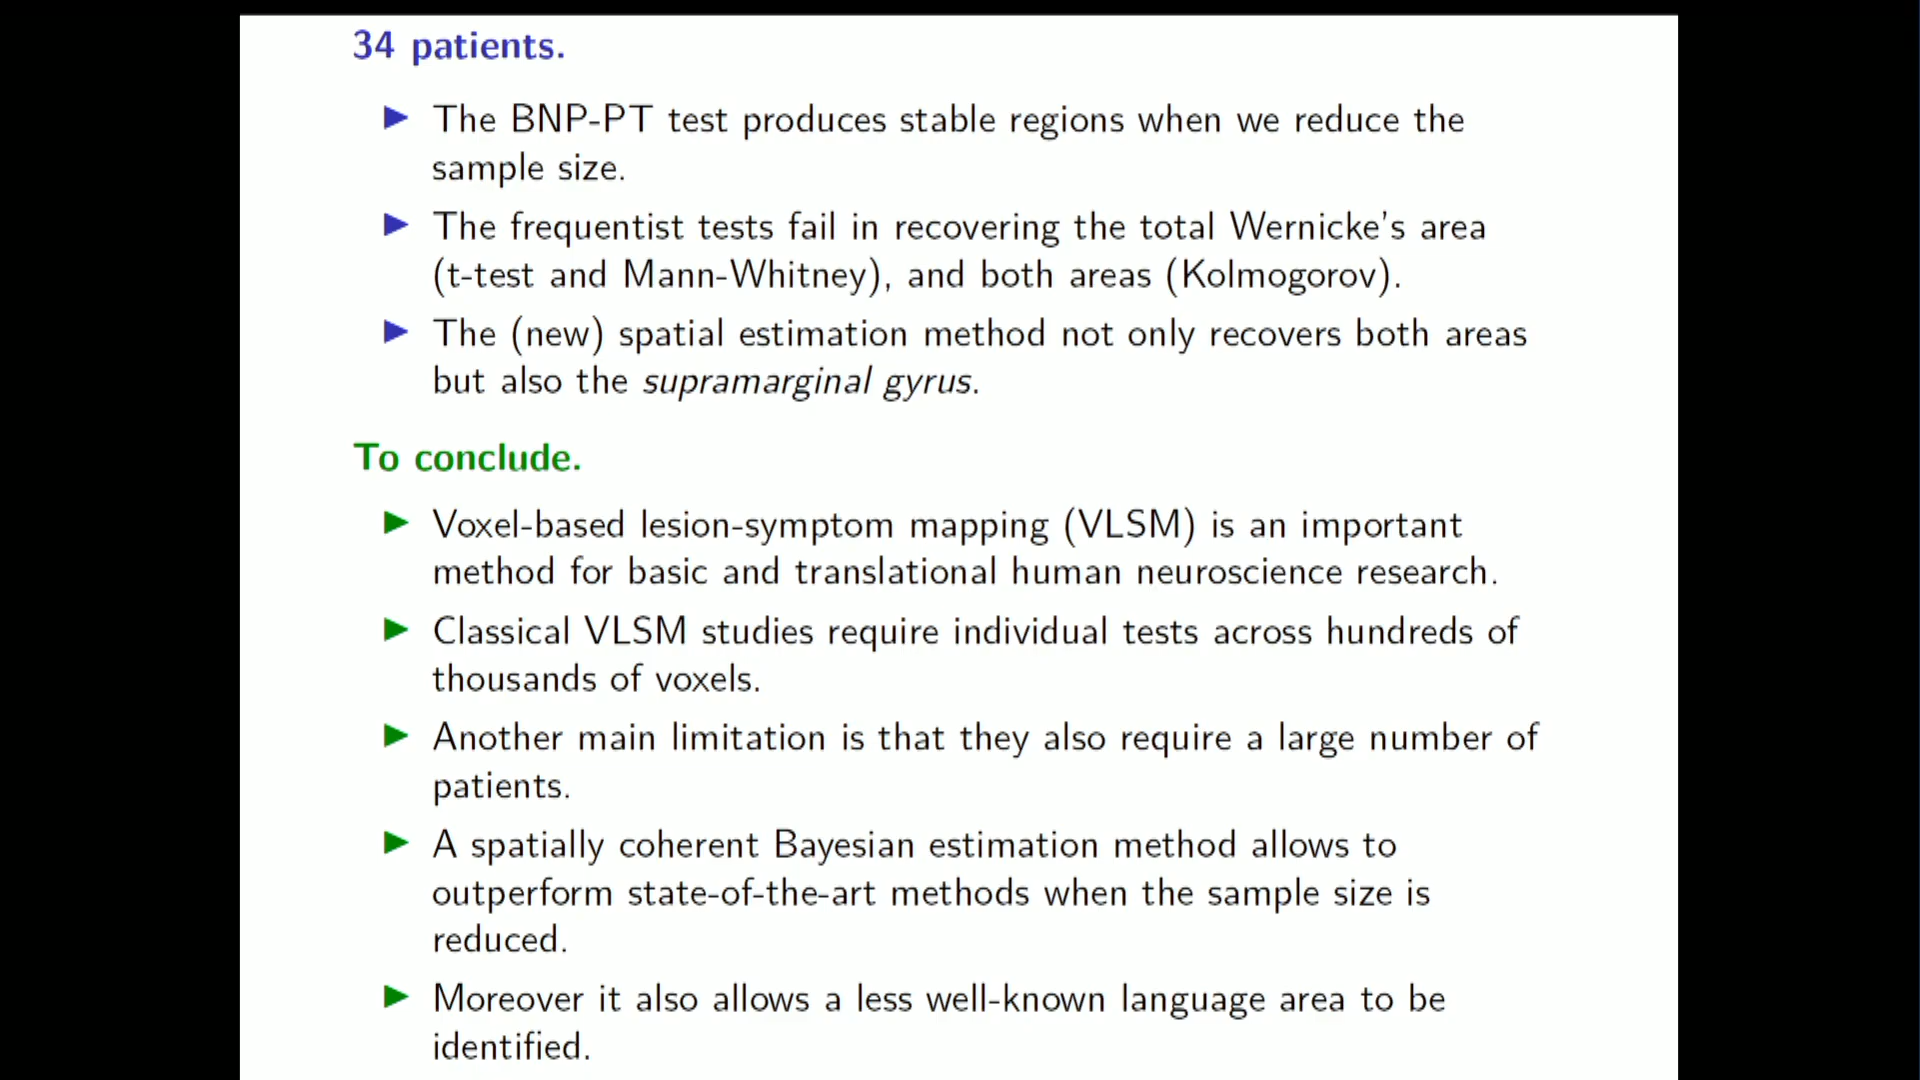 34 patients.
The BNP-PT test produces stable regions when we reduce the
sample size.
The frequentist tests fail in recovering the total Wernicke's area
(t-test and Mann-Whitney), and both areas (Kolmogorov).
The (new) spatial estimation method not only recovers both areas
but also the supramarginal gyrus.
To conclude.
Voxel-based lesion-symptom mapping (VLSM) is an important
method for basic and translational human neuroscience research.
Classical VLSM studies require individual tests across hundreds of
thousands of voxels.
Another main limitation is that they also require a large number of
patients.
A spatially coherent Bayesian estimation method allows to
outperform state-of-the-art methods when the sample size is
reduced.
Moreover it also allows a less well-known language area to be
identified.